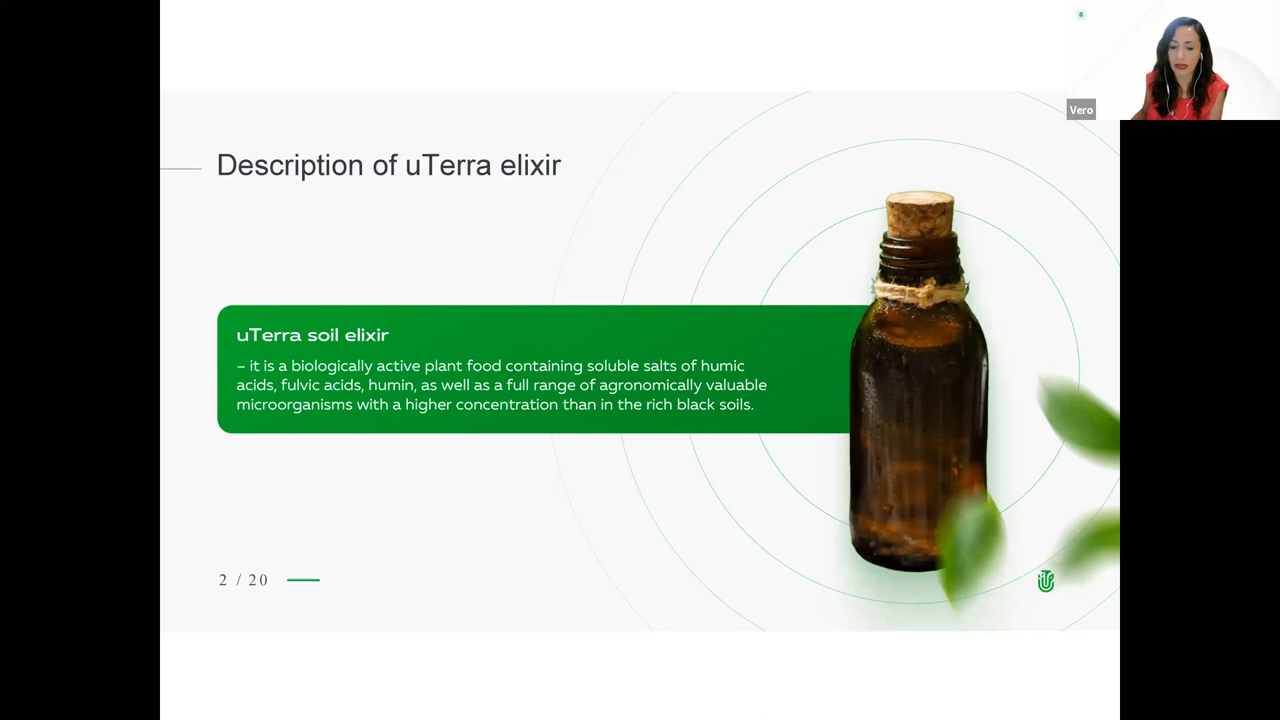 Vero
Description of uTerra elixir
uTerra soil elixir
– it is a biologically active plant food containing soluble salts of humic
acids, fulvic acids, humin, as well as a full range of agronomically valuable
microorganisms with a higher concentration than in the rich black soils.
2 / 20